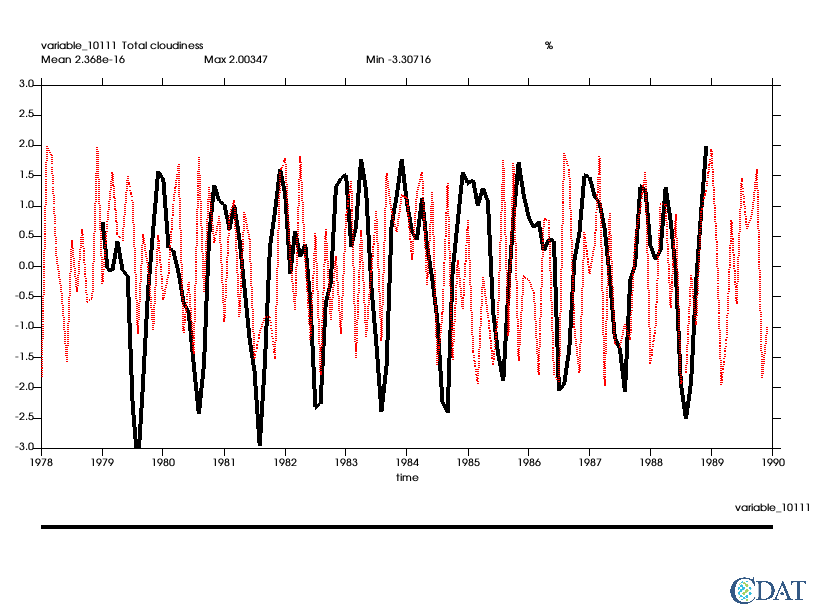 variable_10111 Total cloudiness %
Mean 2.368e-16 Max 2.00347 Min -3.30716
3.0
2.5
2.0
1.5
1.0
0.5
0.0
-0.5
-1.0
-1.5
-2.0
-2.5
-3.0
1978 1979 1980 1981 1982 1983 1984 1985 1986 1987 1988 1989 1990
time
variable_10111
CDAT